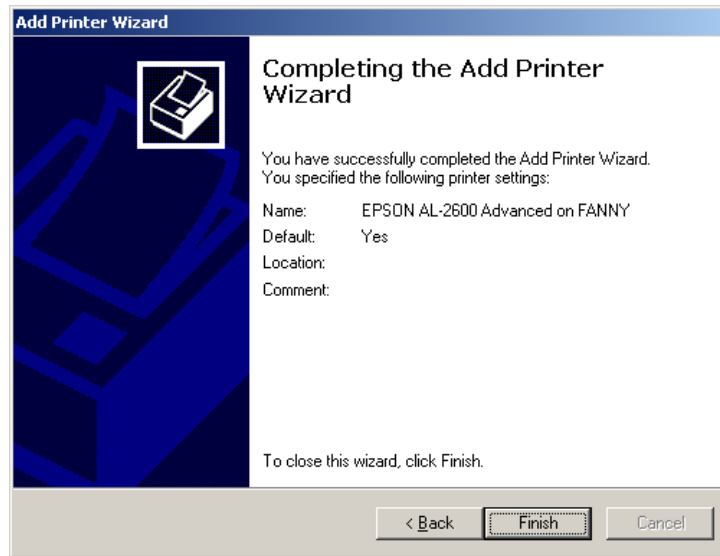 Add Printer Wizard
Completing the Add Printer
Wizard
You have successfully completed the Add Printer Wizard.
You specified the following printer settings:
Name: EPSON AL-2600 Advanced on FANNY
Default: Yes
Location:
Comment:
To close this wizard, click Finish.
< Back Finish Cancel